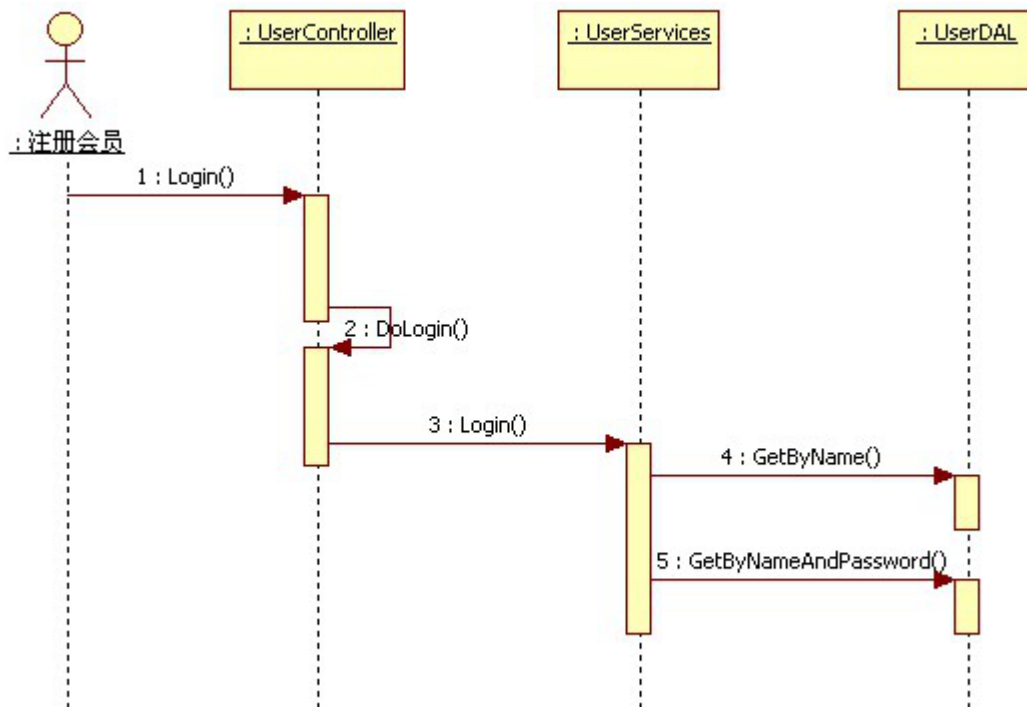 : UserController
: UserServices
: UserDAL
: 注册会员
1 : Login()
2 : DoLogin()
3 : Login()
4 : GetByName()
5 : GetByNameAndPassword()